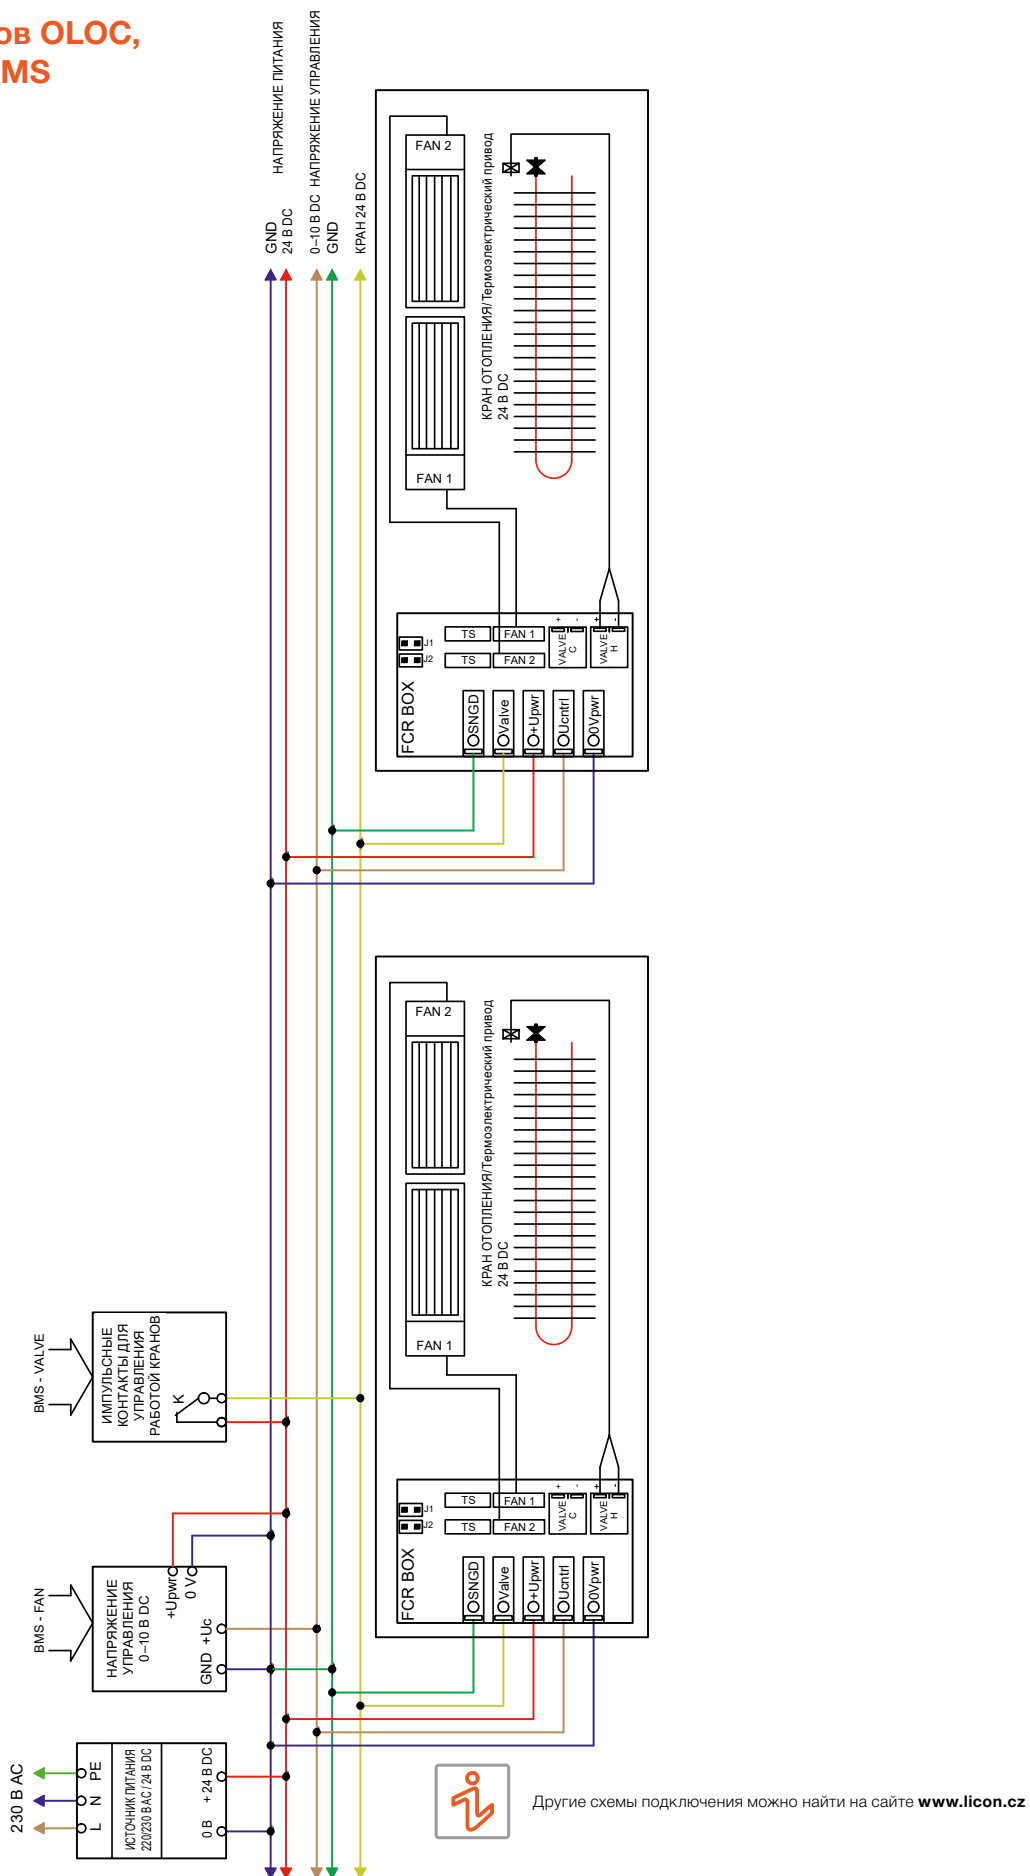 ов OLOC,
MS
НАПРЯЖЕНИЕ ПИТАНИЯ
GND
24 В DC
0–10 В DC НАПРЯЖЕНИЕ УПРАВЛЕНИЯ
GND
КРАН 24 В DC
FAN 2
FAN 1
КРАН ОТОПЛЕНИЯ/Термоэлектрический привод
24 В DC
FCR BOX
J1
J2
TS
FAN 1
TS
FAN 2
VALVE
C
+
-
VALVE
H
+
-
SNGD
Valve
+Upwr
Ucntrl
0Vpwr
FAN 2
FAN 1
КРАН ОТОПЛЕНИЯ/Термоэлектрический привод
24 В DC
FCR BOX
J1
J2
TS
FAN 1
TS
FAN 2
VALVE
C
+
-
VALVE
H
+
-
SNGD
Valve
+Upwr
Ucntrl
0Vpwr
BMS - VALVE
ИМПУЛЬСНЫЕ
КОНТАКТЫ ДЛЯ
УПРАВЛЕНИЯ
РАБОТОЙ КРАНОВ
K
BMS - FAN
НАПРЯЖЕНИЕ
УПРАВЛЕНИЯ
0–10 В DC
+Upwr
0 V
GND +Uc
230 В AC
L
N
PE
ИСТОЧНИК ПИТАНИЯ
220/230 В AC / 24 В DC
0 В
+ 24 В DC
Другие схемы подключения можно найти на сайте www.licon.cz